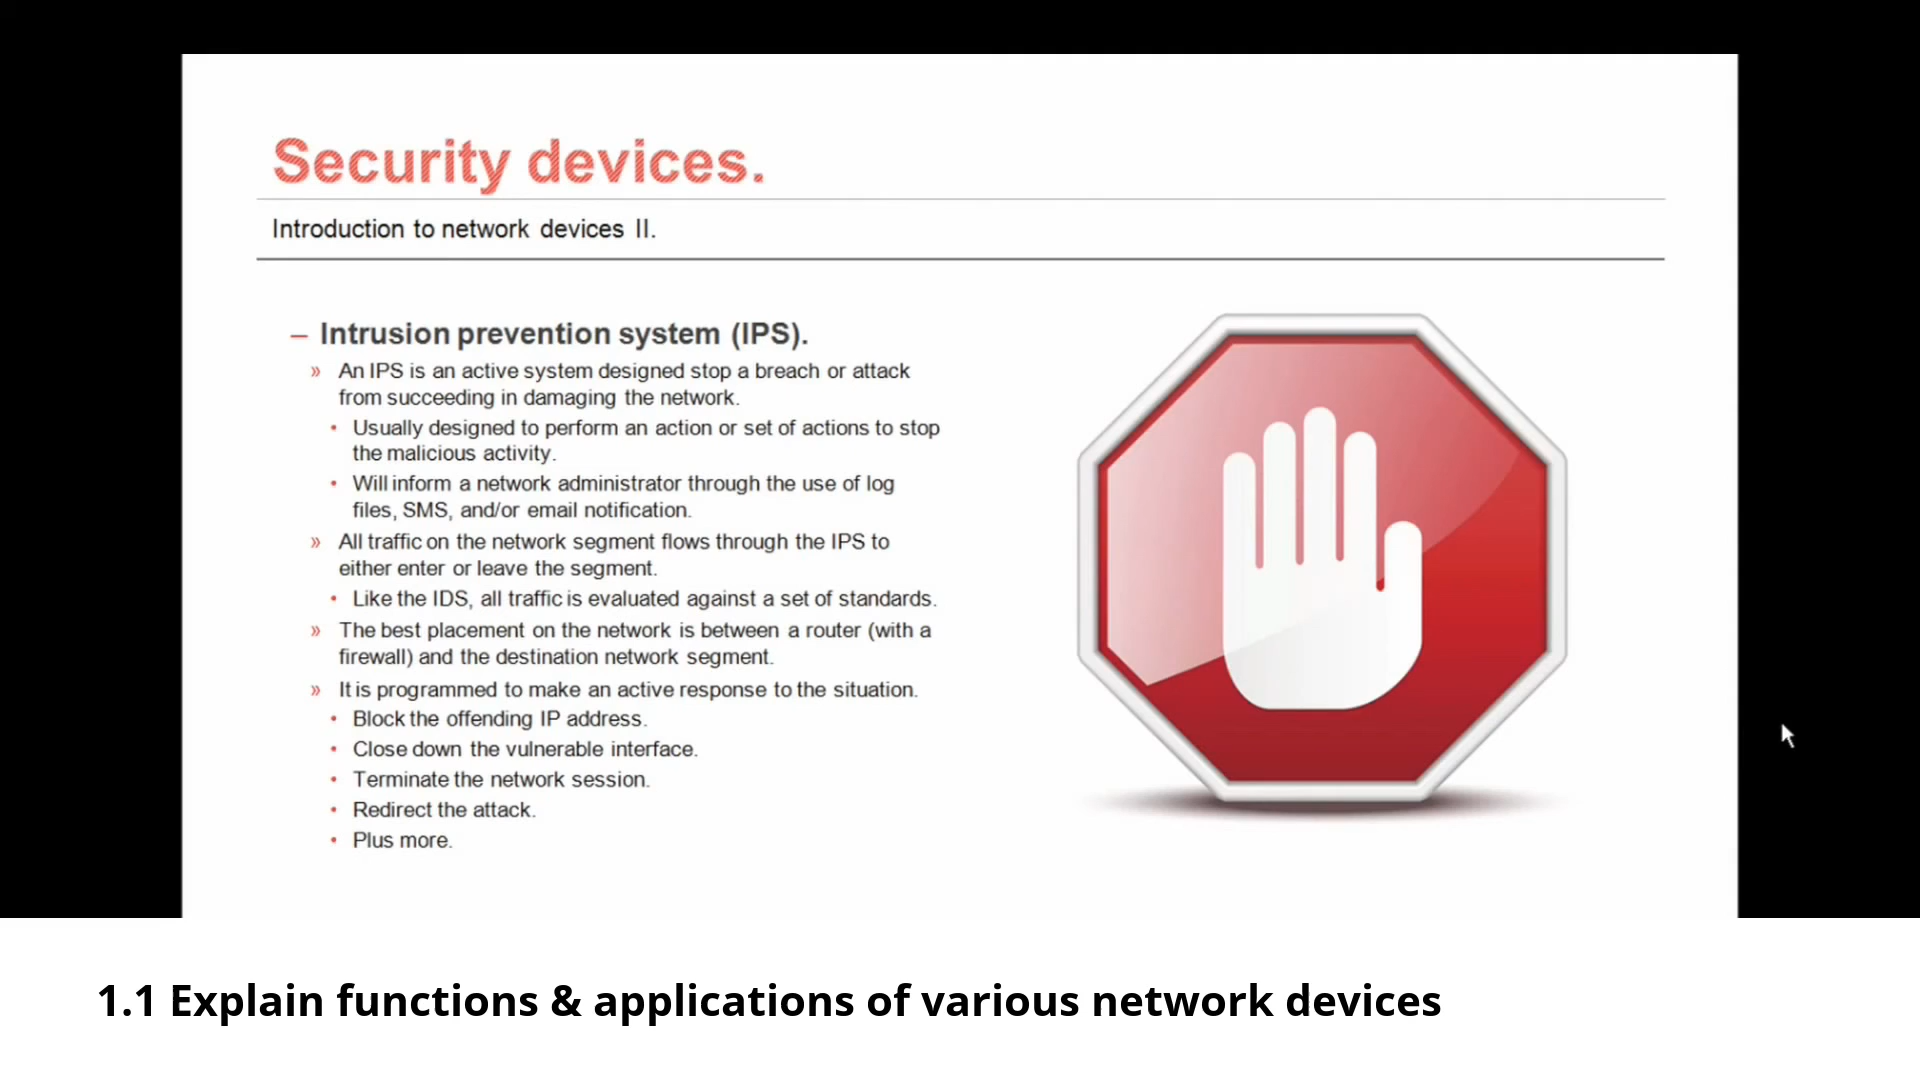 Security devices.
Introduction to network devices II.
– Intrusion prevention system (IPS).
» An IPS is an active system designed stop a breach or attack
from succeeding in damaging the network.
• Usually designed to perform an action or set of actions to stop
the malicious activity.
• Will inform a network administrator through the use of log
files, SMS, and/or email notification.
» All traffic on the network segment flows through the IPS to
either enter or leave the segment.
• Like the IDS, all traffic is evaluated against a set of standards.
» The best placement on the network is between a router (with a
firewall) and the destination network segment.
» It is programmed to make an active response to the situation.
• Block the offending IP address.
• Close down the vulnerable interface.
• Terminate the network session.
• Redirect the attack.
• Plus more.
1.1 Explain functions & applications of various network devices